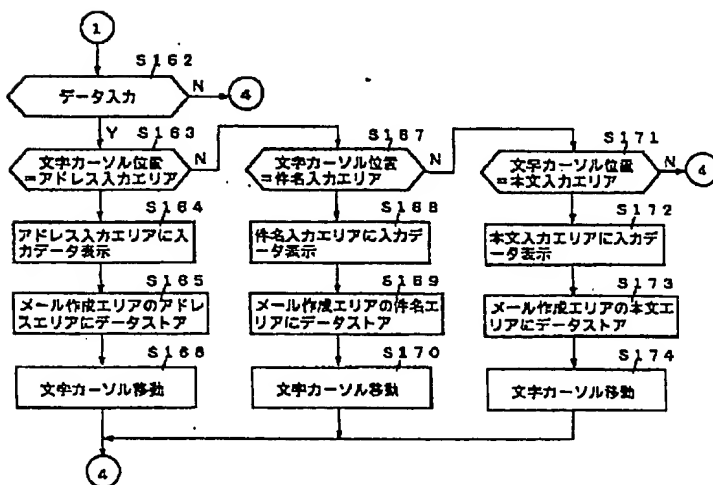 1
S162
データ入力
N
4
Y
S163
文字カーソル位置
=アドレス入力エリア
N
S164
アドレス入力エリアに入
力データ表示
S165
メール作成エリアのアドレ
スエリアにデータストア
S166
文字カーソル移動
4
S167
文字カーソル位置
=件名入力エリア
N
S168
件名入力エリアに入力デ
ータ表示
S169
メール作成エリアの件名エ
リアにデータストア
S170
文字カーソル移動
S171
文字カーソル位置
=本文入力エリア
N
4
S172
本文入力エリアに入力デ
ータ表示
S173
メール作成エリアの本文エ
リアにデータストア
S174
文字カーソル移動